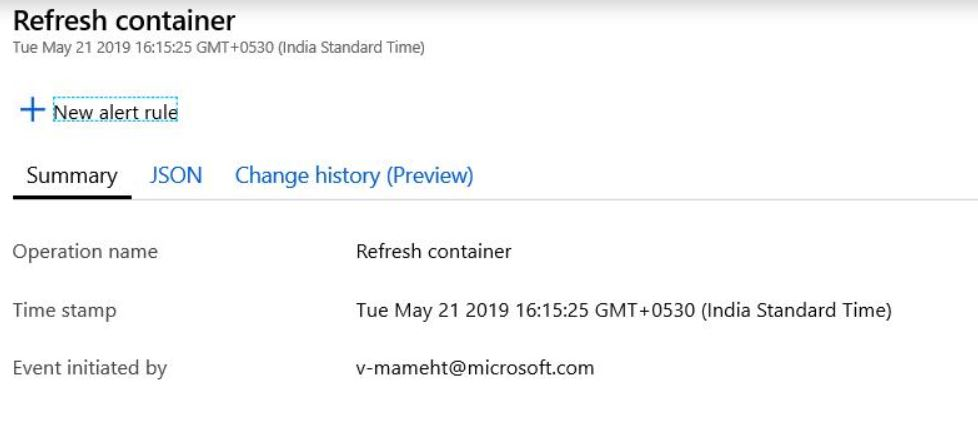 Refresh container
Tue May 21 2019 16:15:25 GMT+0530 (India Standard Time)
New alert rule
Summary JSON Change history (Preview)
Operation name Refresh container
Time stamp Tue May 21 2019 16:15:25 GMT+0530 (India Standard Time)
Event initiated by v-mameht@microsoft.com